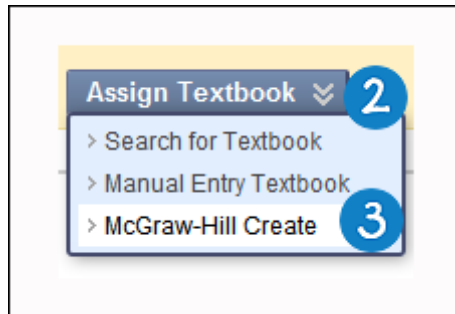 Assign Textbook 2
> Search for Textbook
> Manual Entry Textbook
> McGraw-Hill Create 3